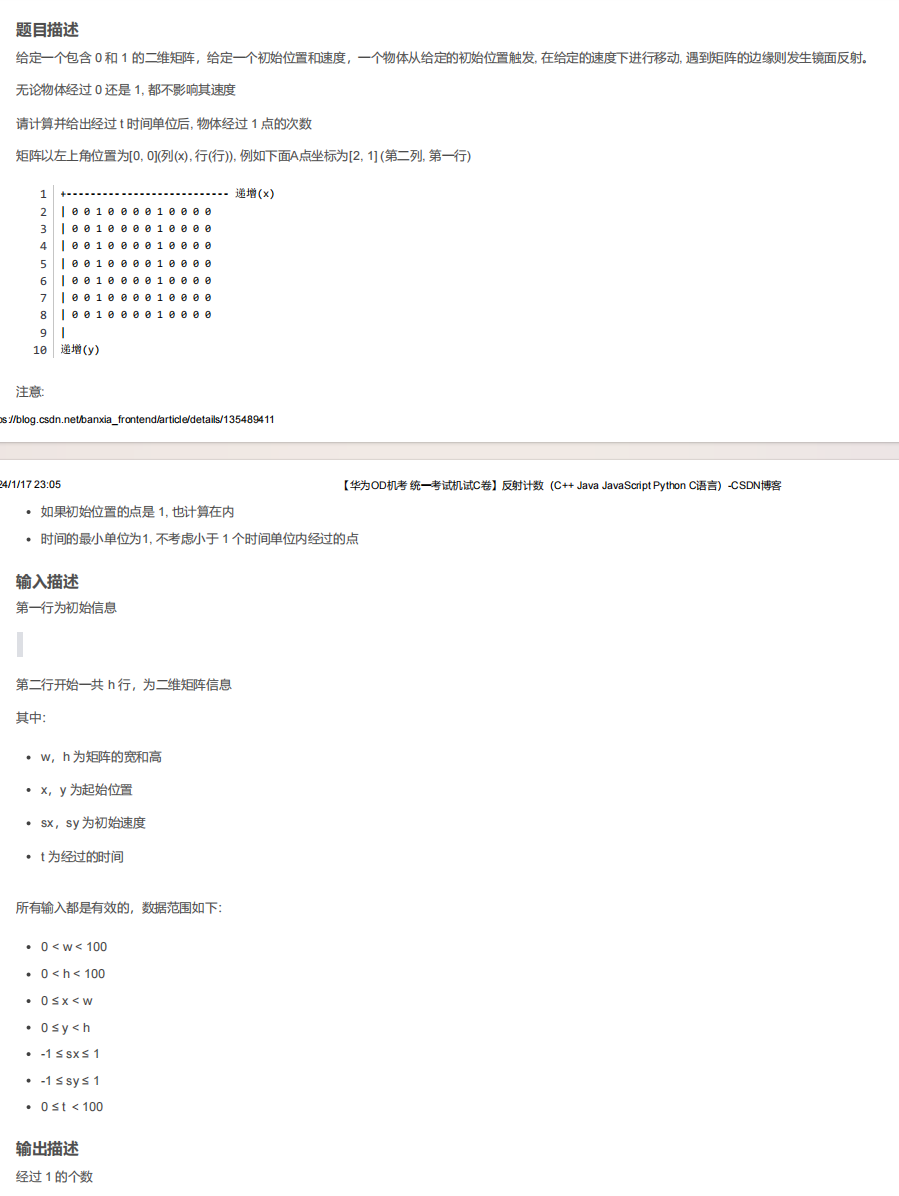 题目描述
给定一个包含 0 和 1 的二维矩阵，给定一个初始位置和速度，一个物体从给定的初始位置触发, 在给定的速度下进行移动, 遇到矩阵的边缘则发生镜面反射。
无论物体经过 0 还是 1, 都不影响其速度
请计算并给出经过 t 时间单位后, 物体经过 1 点的次数
矩阵以左上角位置为[0, 0](列(x), 行(行)), 例如下面A点坐标为[2, 1] (第二列, 第一行)
1 +--------------------------- 递增(x)
2 | 0 0 1 0 0 0 0 1 0 0 0 0
3 | 0 0 1 0 0 0 0 1 0 0 0 0
4 | 0 0 1 0 0 0 0 1 0 0 0 0
5 | 0 0 1 0 0 0 0 1 0 0 0 0
6 | 0 0 1 0 0 0 0 1 0 0 0 0
7 | 0 0 1 0 0 0 0 1 0 0 0 0
8 | 0 0 1 0 0 0 0 1 0 0 0 0
9 |
10 递增(y)
注意:
ps://blog.csdn.net/banxia_frontend/article/details/135489411
24/1/17 23:05 【华为OD机考 统一考试机试C卷】反射计数（C++ Java JavaScript Python C语言）-CSDN博客
• 如果初始位置的点是 1, 也计算在内
• 时间的最小单位为1, 不考虑小于 1 个时间单位内经过的点
输入描述
第一行为初始信息
第二行开始一共 h 行，为二维矩阵信息
其中：
• w，h 为矩阵的宽和高
• x，y 为起始位置
• sx，sy 为初始速度
• t 为经过的时间
所有输入都是有效的，数据范围如下：
• 0 < w < 100
• 0 < h < 100
• 0 ≤ x < w
• 0 ≤ y < h
• -1 ≤ sx ≤ 1
• -1 ≤ sy ≤ 1
• 0 ≤ t < 100
输出描述
经过 1 的个数